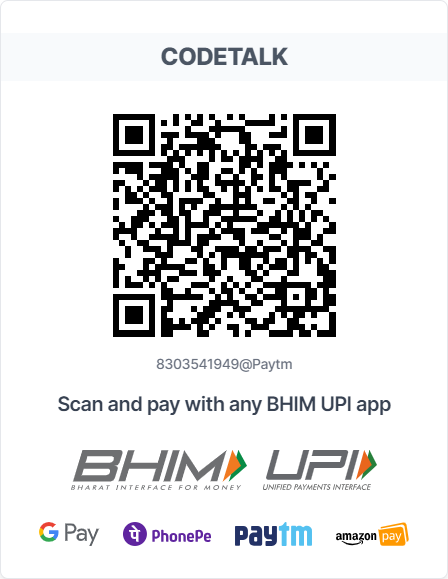 CODETALK
8303541949@Paytm
Scan and pay with any BHIM UPI app
BHIM UPI
BHARAT INTERFACE FOR MONEY UNIFIED PAYMENTS INTERFACE
G Pay पे PhonePe paytm amazon pay